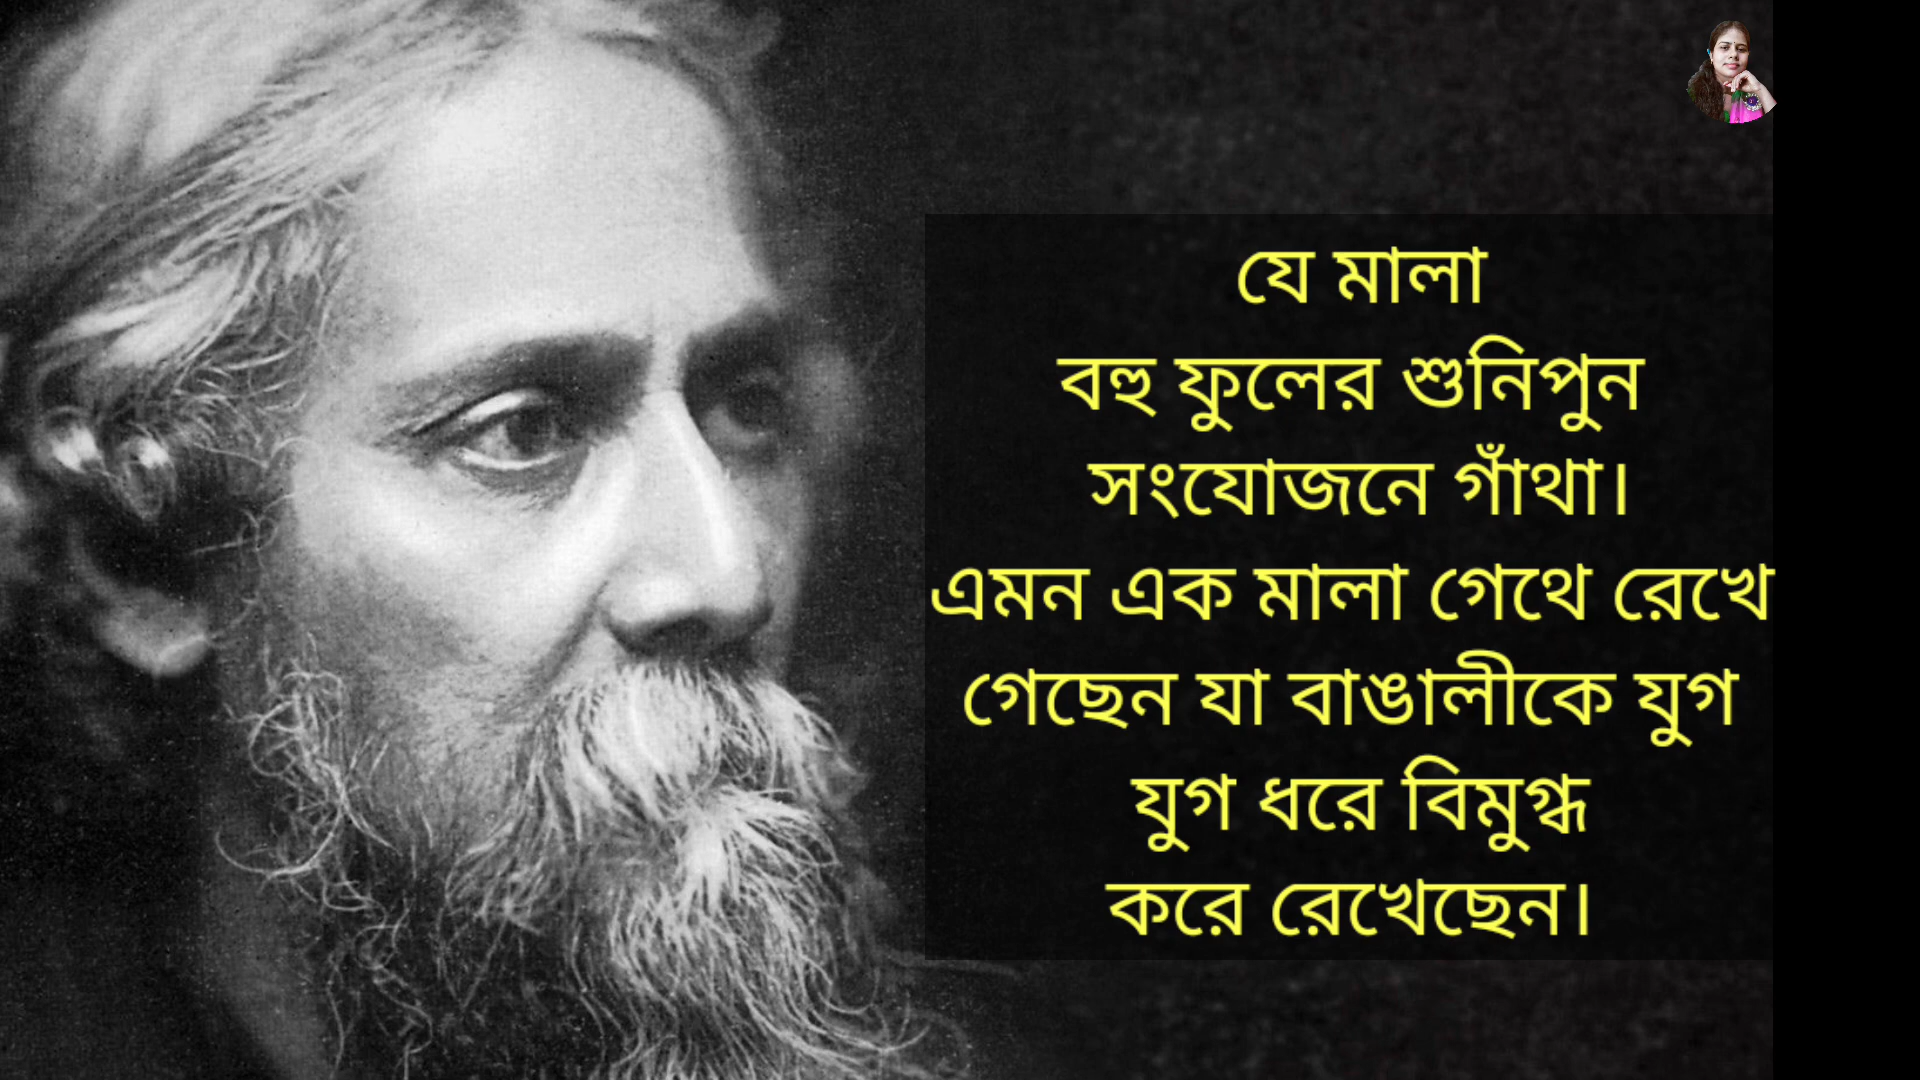 যে মালা
বহু ফুলের শুনিপুন
সংযোজনে গাঁথা।
এমন এক মালা গেথে রেখে
গেছেন যা বাঙালীকে যুগ
যুগ ধরে বিমুগ্ধ
করে রেখেছেন।